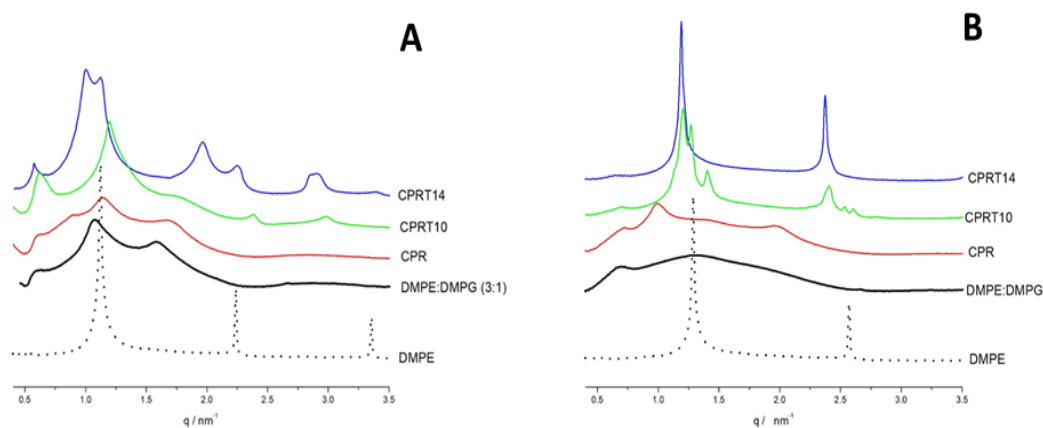 A
CPRT14
CPRT10
CPR
DMPE:DMPG (3:1)
DMPE
0.5 1.0 1.5 2.0 2.5 3.0 3.5
q / nm-1
B
CPRT14
CPRT10
CPR
DMPE:DMPG
DMPE
0.5 1.0 1.5 2.0 2.5 3.0 3.5
q / nm-1